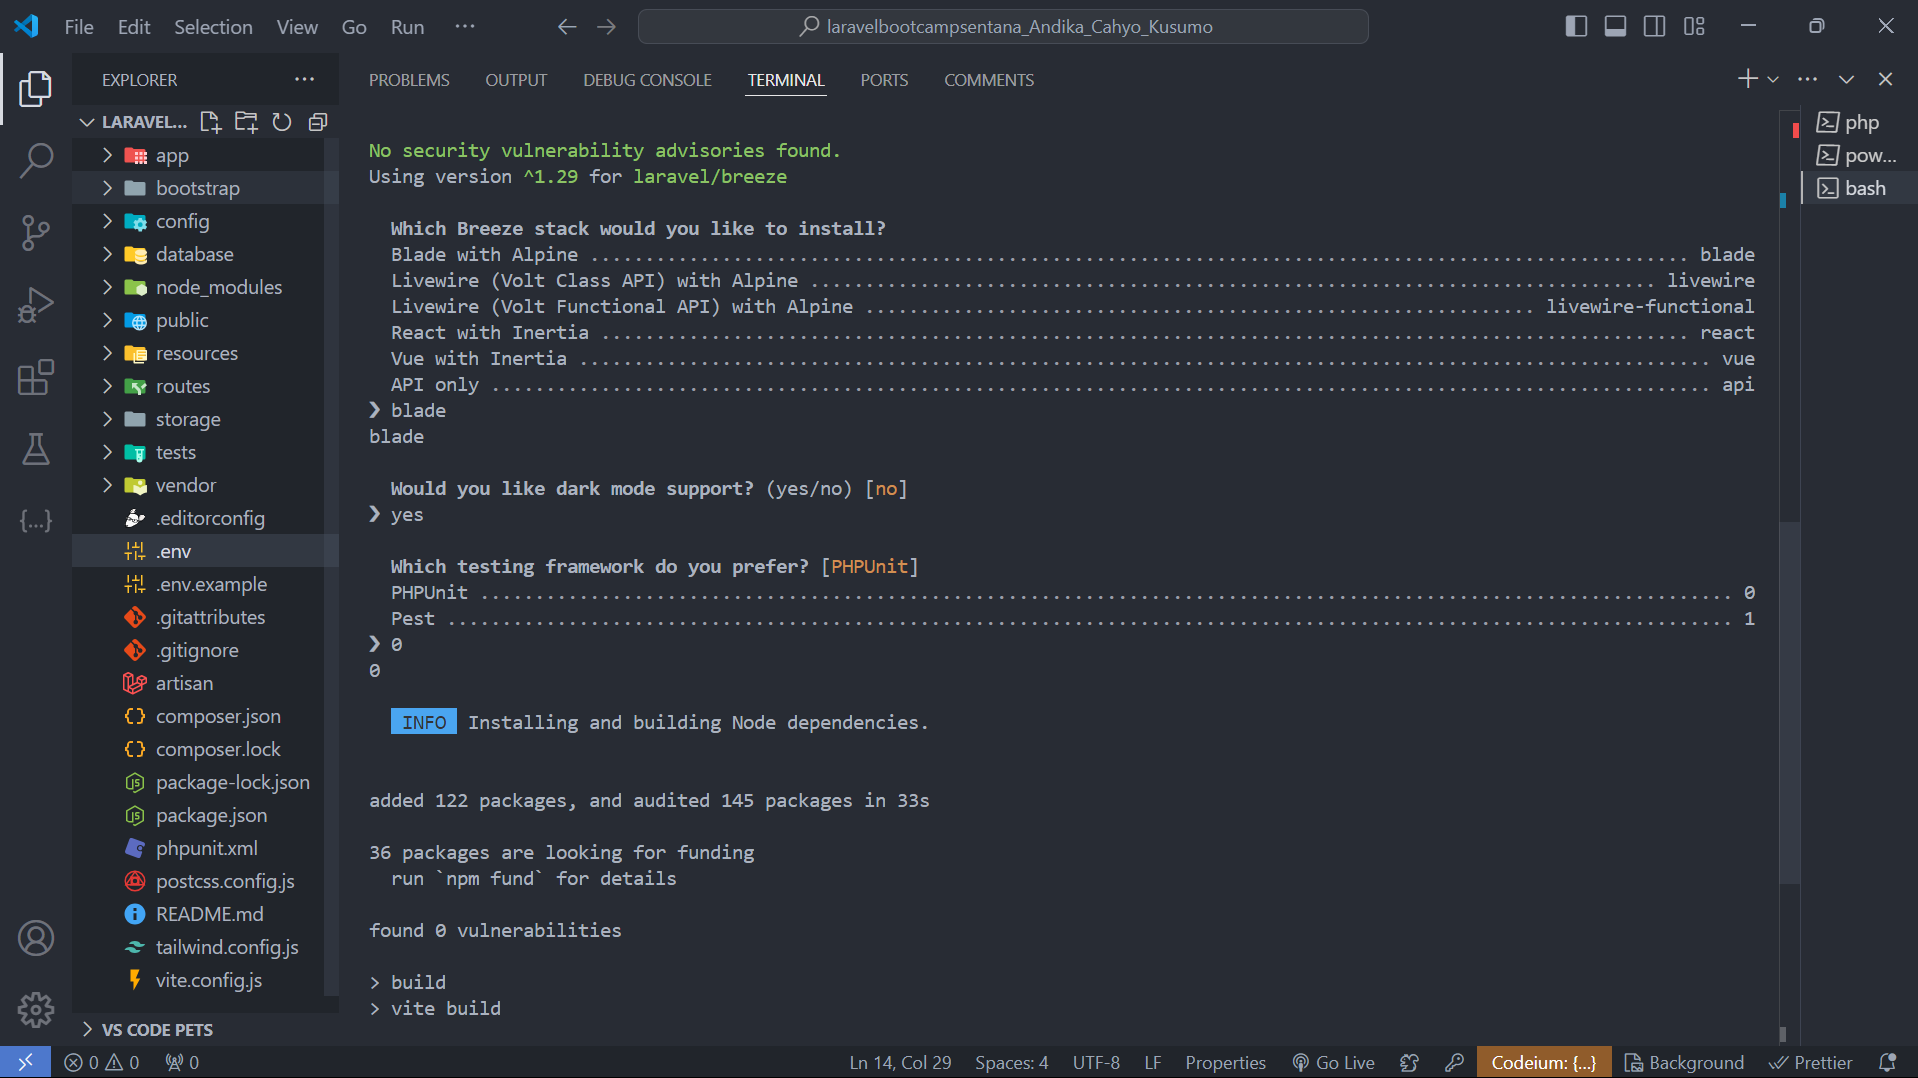 File Edit Selection View Go Run ···
laravelbootcampsentana_Andika_Cahyo_Kusumo
EXPLORER ···
LARAVEL...
app
bootstrap
config
database
node_modules
public
resources
routes
storage
tests
vendor
.editorconfig
.env
.env.example
.gitattributes
.gitignore
artisan
composer.json
composer.lock
package-lock.json
package.json
phpunit.xml
postcss.config.js
README.md
tailwind.config.js
vite.config.js
VS CODE PETS
PROBLEMS OUTPUT DEBUG CONSOLE TERMINAL PORTS COMMENTS
No security vulnerability advisories found.
Using version ^1.29 for laravel/breeze
Which Breeze stack would you like to install?
Blade with Alpine .................................................................................................... blade
Livewire (Volt Class API) with Alpine ............................................................................. livewire
Livewire (Volt Functional API) with Alpine ............................................................. livewire-functional
React with Inertia ................................................................................................... react
Vue with Inertia ....................................................................................................... vue
API only ............................................................................................................... api
❯ blade
blade
Would you like dark mode support? (yes/no) [no]
❯ yes
Which testing framework do you prefer? [PHPUnit]
PHPUnit .................................................................................................................. 0
Pest ..................................................................................................................... 1
❯ 0
0
INFO Installing and building Node dependencies.
added 122 packages, and audited 145 packages in 33s
36 packages are looking for funding
run `npm fund` for details
found 0 vulnerabilities
> build
> vite build
php
pow...
bash
0 0 0
Ln 14, Col 29 Spaces: 4 UTF-8 LF Properties Go Live Codeium: {...} Background Prettier